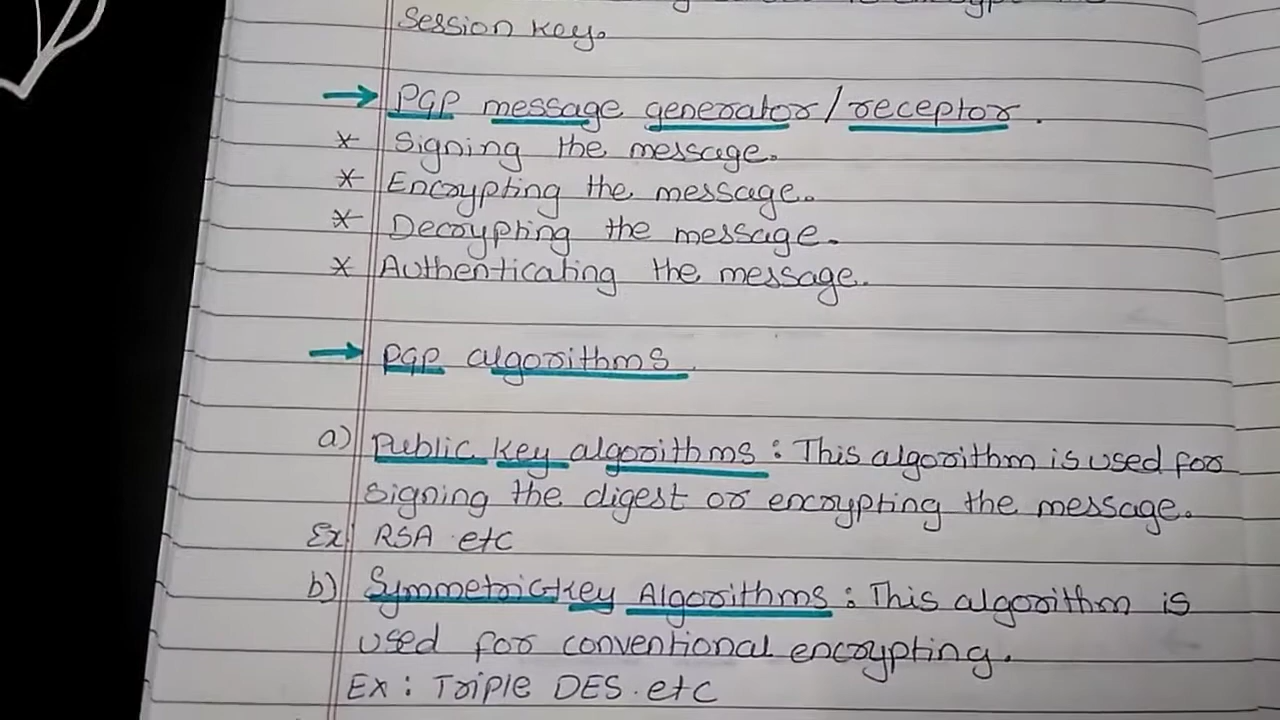 Session key.
→ PGP message generator/receptor.
* Signing the message.
* Encrypting the message.
* Decrypting the message.
* Authenticating the message.
→ PGP algorithms.
a) Public key algorithms : This algorithm is used for
signing the digest or encrypting the message.
Ex: RSA etc
b) Symmetric-key Algorithms : This algorithm is
used for conventional encrypting.
Ex : Triple DES. etc